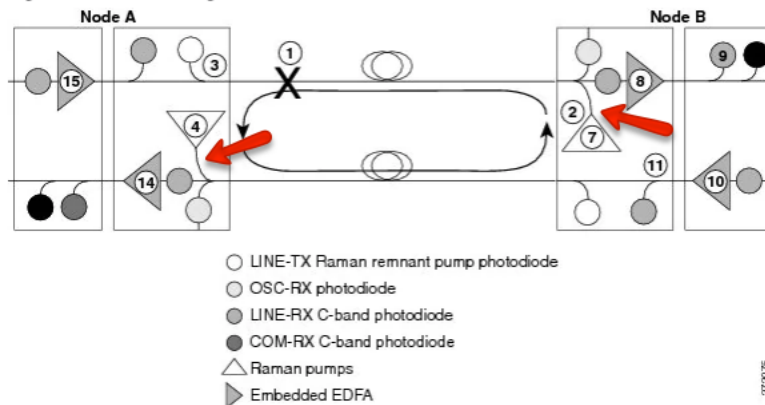 Node A
Node B
1
15
3
9
8
4
2
7
11
14
10
LINE-TX Raman remnant pump photodiode
OSC-RX photodiode
LINE-RX C-band photodiode
COM-RX C-band photodiode
Raman pumps
Embedded EDFA